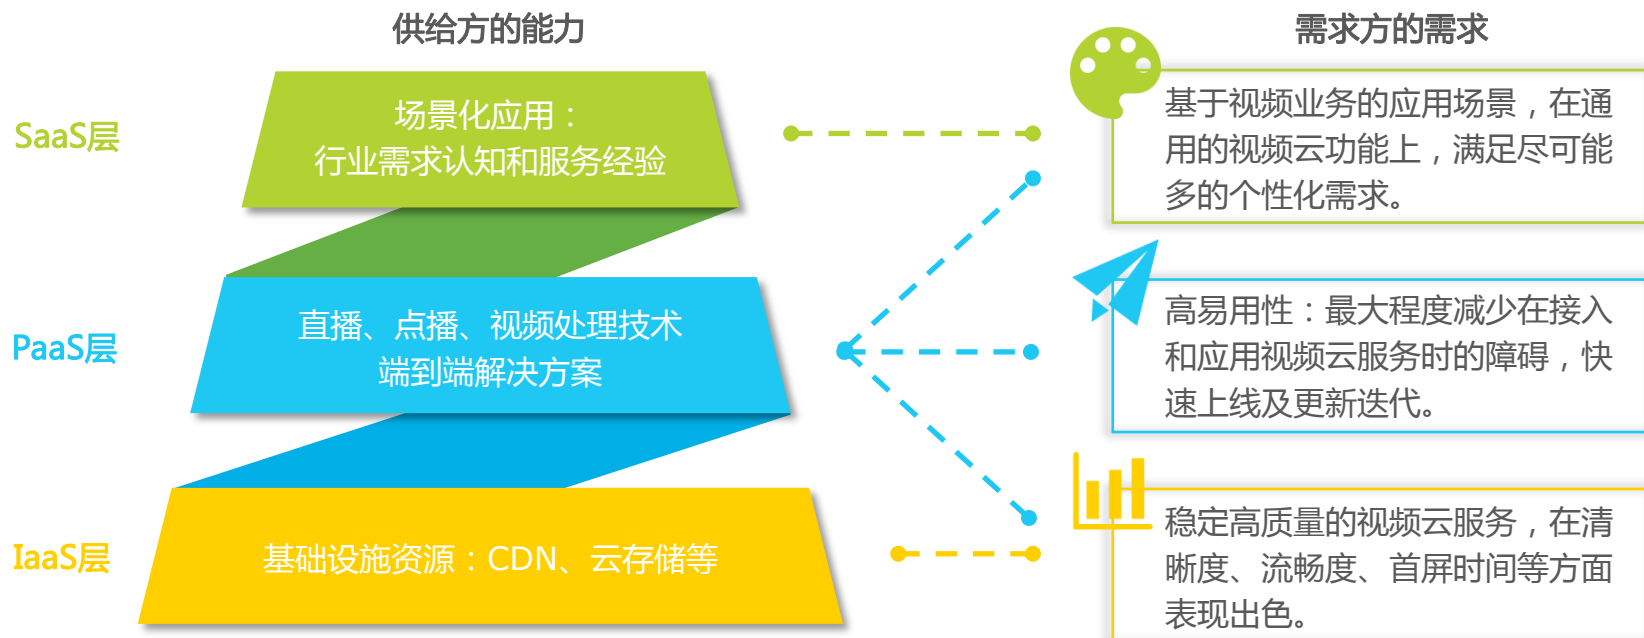 供给方的能力
需求方的需求
SaaS层
场景化应用：
行业需求认知和服务经验
基于视频业务的应用场景，在通
用的视频云功能上，满足尽可能
多的个性化需求。
PaaS层
直播、点播、视频处理技术
端到端解决方案
高易用性：最大程度减少在接入
和应用视频云服务时的障碍，快
速上线及更新迭代。
IaaS层
基础设施资源：CDN、云存储等
稳定高质量的视频云服务，在清
晰度、流畅度、首屏时间等方面
表现出色。